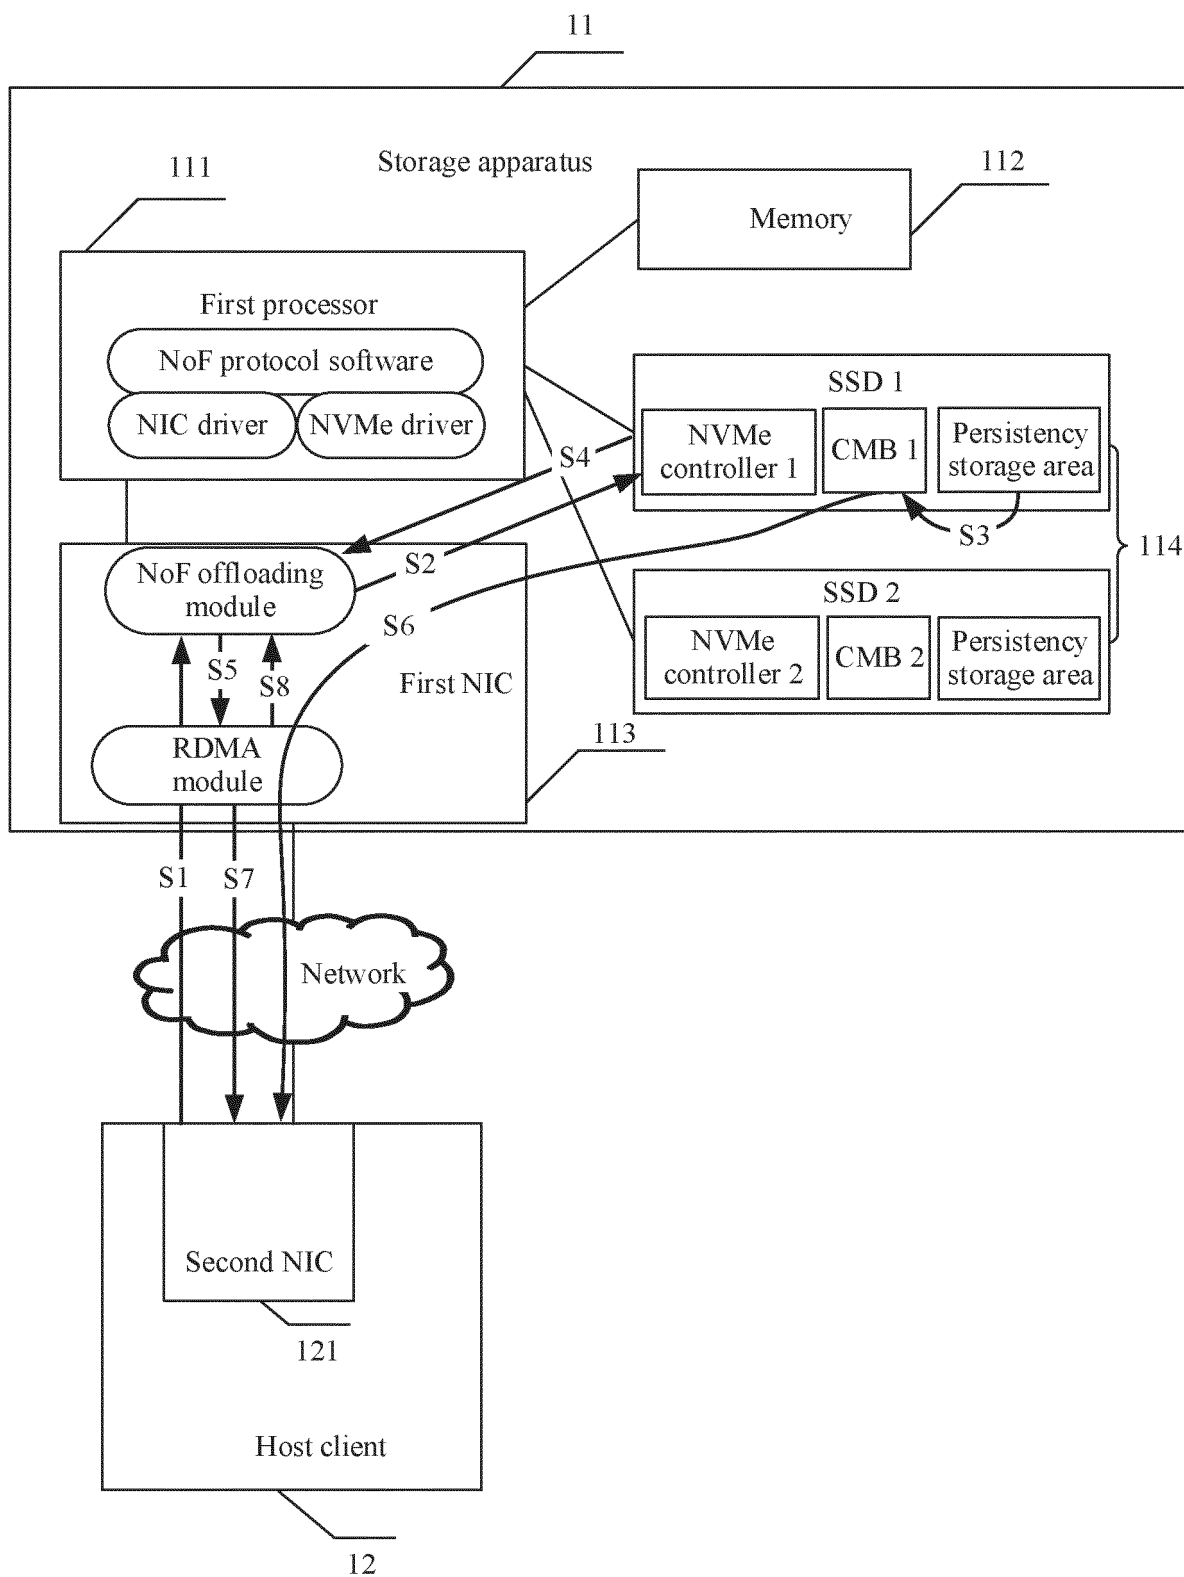 11
Storage apparatus
111
112
Memory
First processor
NoF protocol software
NIC driver
NVMe driver
SSD 1
NVMe
controller 1
CMB 1
Persistency
storage area
S4
S2
S3
114
NoF offloading
module
S6
SSD 2
NVMe
controller 2
CMB 2
Persistency
storage area
S5
S8
First NIC
RDMA
module
113
S1
S7
Network
Second NIC
121
Host client
12